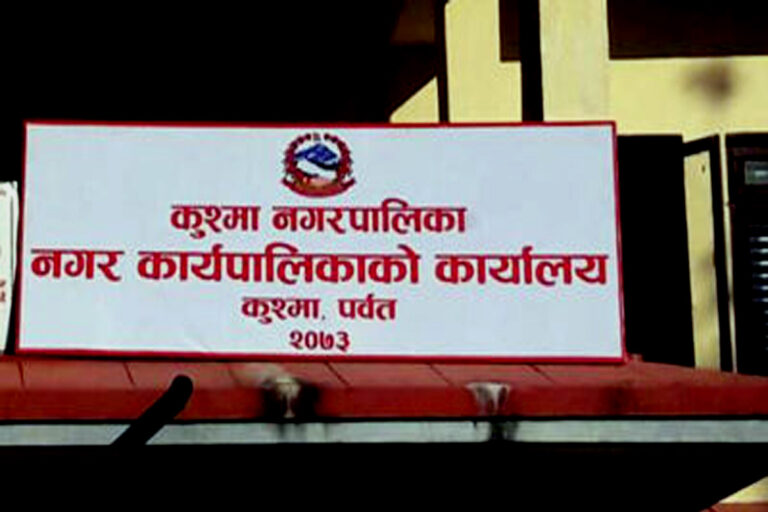 कुश्मा नगरपालिका
नगर कार्यपालिकाको कार्यालय
कुश्मा, पर्वत
२०७३